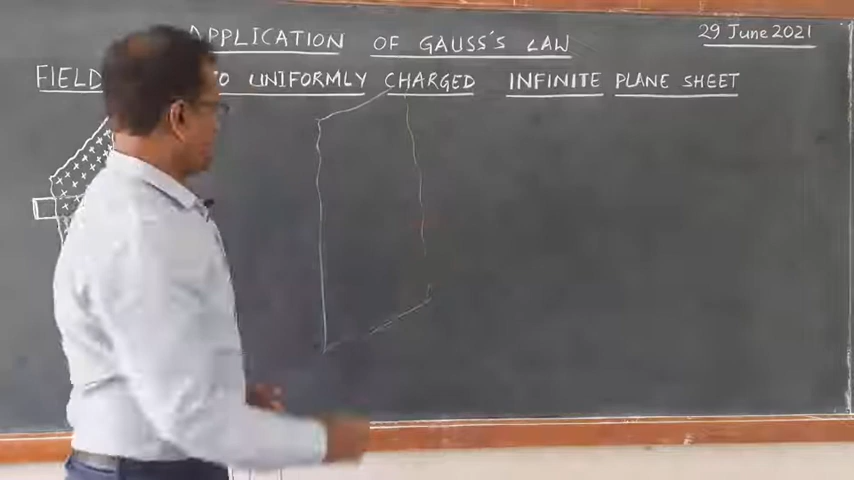 APPLICATION OF GAUSS'S LAW
29 June 2021
FIELD UNIFORMLY CHARGED INFINITE PLANE SHEET